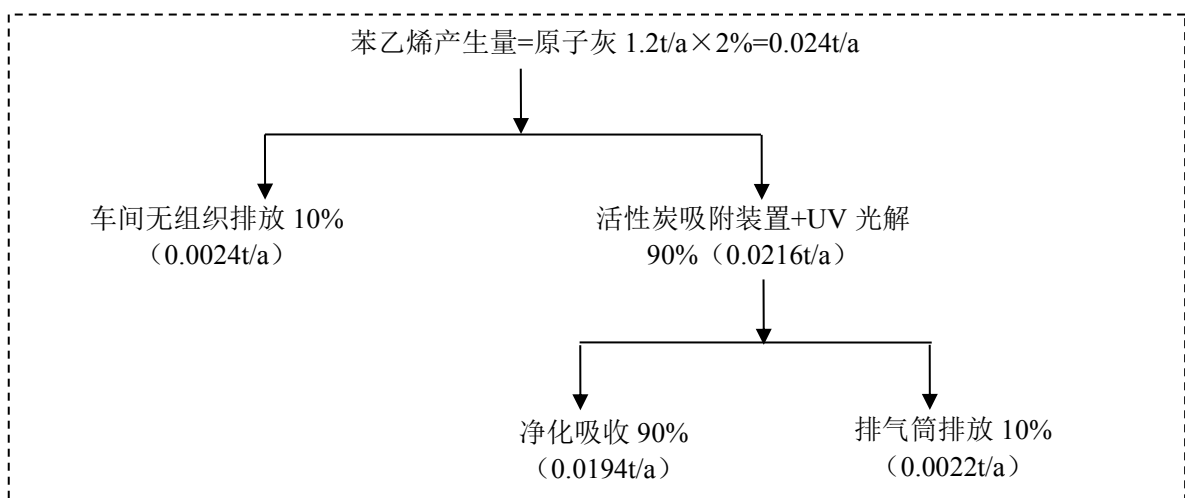 苯乙烯产生量=原子灰 1.2t/a×2%=0.024t/a
车间无组织排放 10%
（0.0024t/a）
活性炭吸附装置+UV 光解
90%（0.0216t/a）
净化吸收 90%
（0.0194t/a）
排气筒排放 10%
（0.0022t/a）